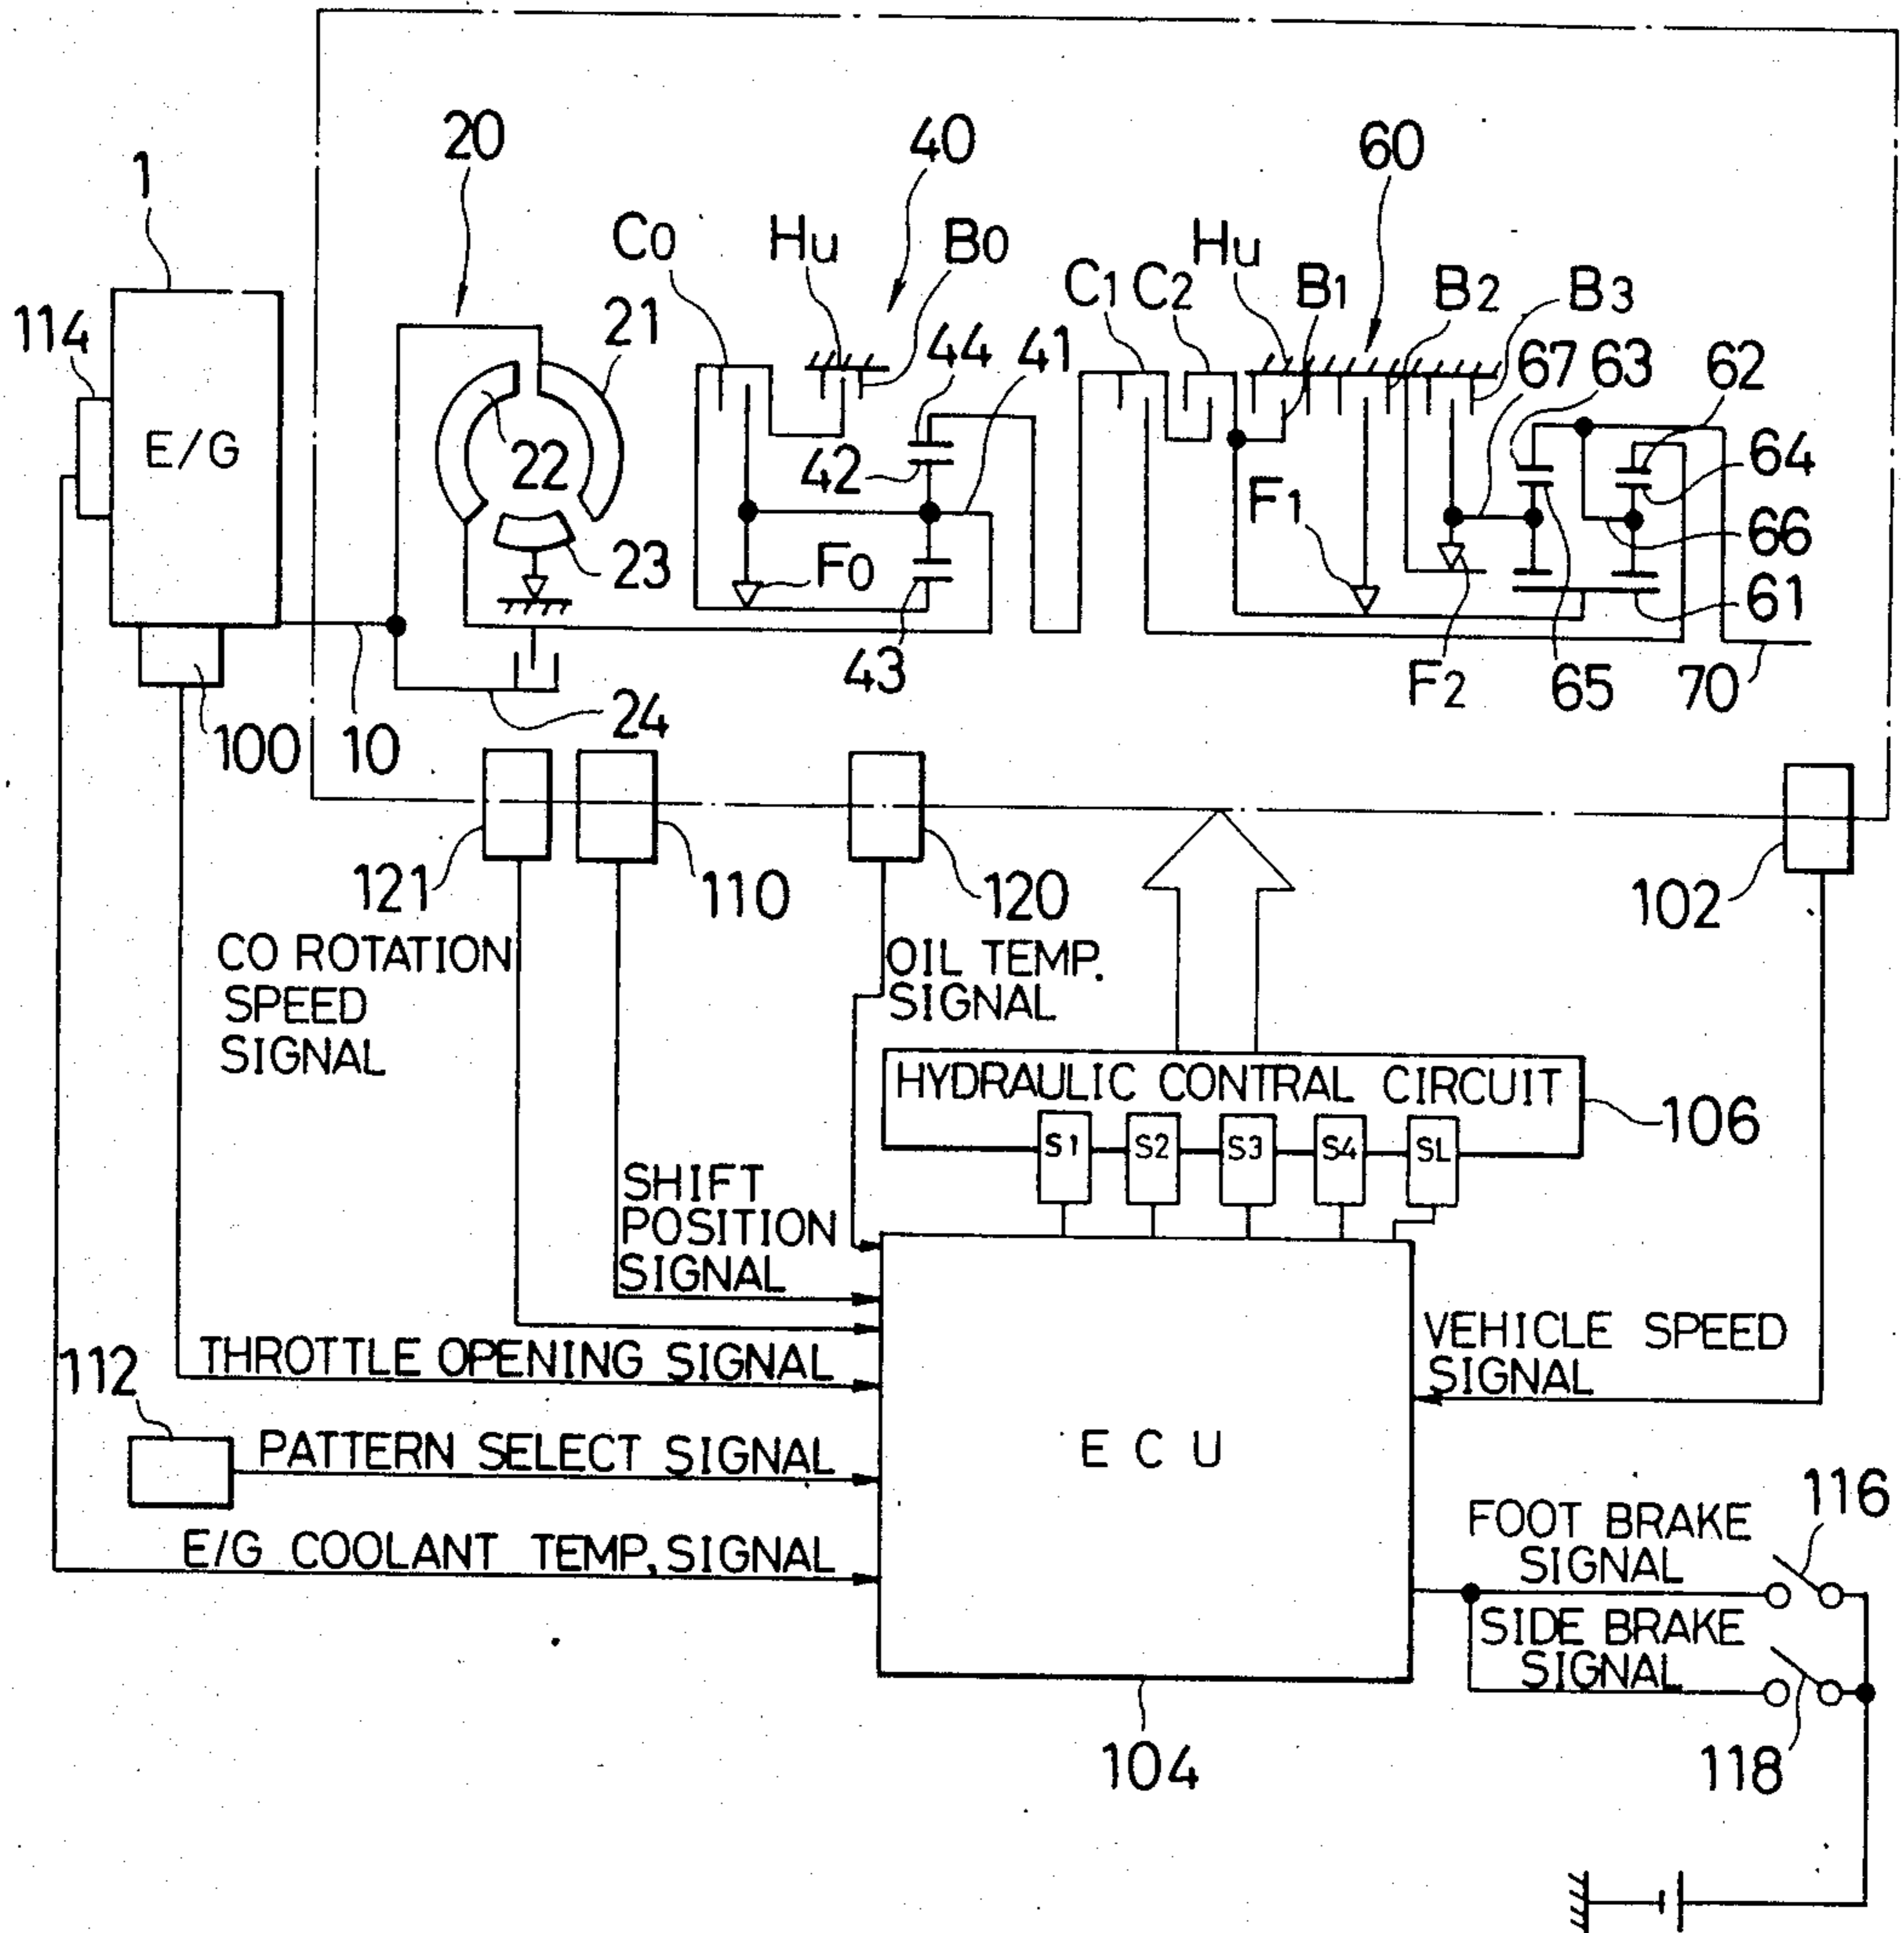 1
20
40
60
C0
Hu
B0
C1
C2
Hu
B1
B2
B3
114
E/G
21
44
41
67
63
62
22
42
64
F1
23
F0
66
61
43
F2
65
70
100
10
24
121
110
120
102
CO ROTATION
SPEED
SIGNAL
OIL TEMP.
SIGNAL
HYDRAULIC CONTRAL CIRCUIT
106
S1
S2
S3
S4
SL
SHIFT
POSITION
SIGNAL
THROTTLE OPENING SIGNAL
VEHICLE SPEED
SIGNAL
112
PATTERN SELECT SIGNAL
E C U
E/G COOLANT TEMP. SIGNAL
FOOT BRAKE
SIGNAL
116
SIDE BRAKE
SIGNAL
104
118